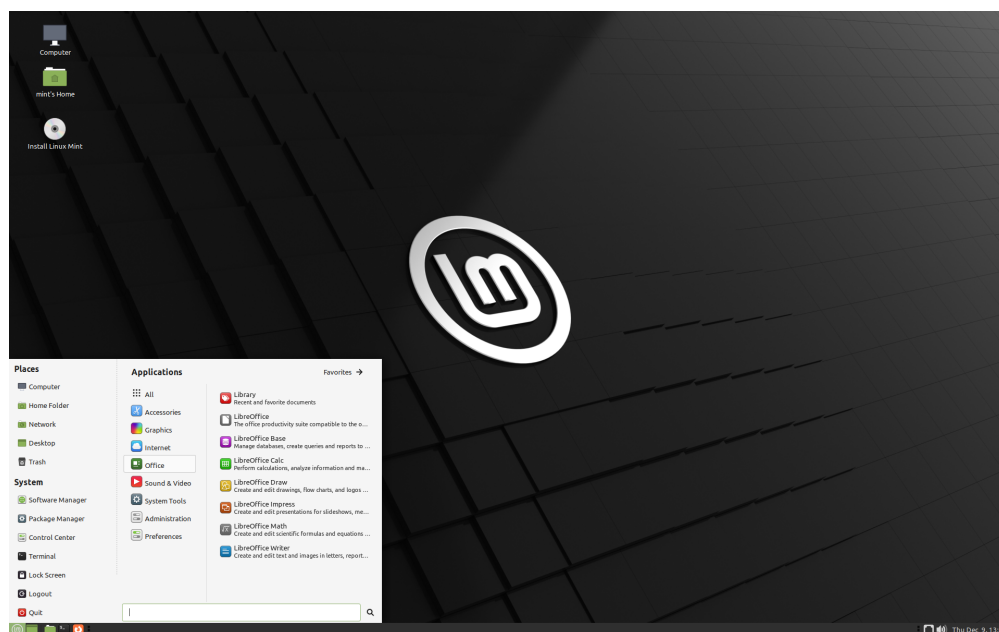 Computer
mint's Home
Install Linux Mint
Places
Computer
Home Folder
Network
Desktop
Trash
System
Software Manager
Package Manager
Control Center
Terminal
Lock Screen
Logout
Quit
Applications
Favorites
All
Accessories
Graphics
Internet
Office
Sound & Video
System Tools
Administration
Preferences
Library
Recent and favorite documents
LibreOffice
The office productivity suite compatible to the o...
LibreOffice Base
Manage databases, create queries and reports to ...
LibreOffice Calc
Perform calculations, analyze information and ma...
LibreOffice Draw
Create and edit drawings, flow charts, and logos ...
LibreOffice Impress
Create and edit presentations for slideshows, me...
LibreOffice Math
Create and edit scientific formulas and equations ...
LibreOffice Writer
Create and edit text and images in letters, report...
Thu Dec 9, 13: